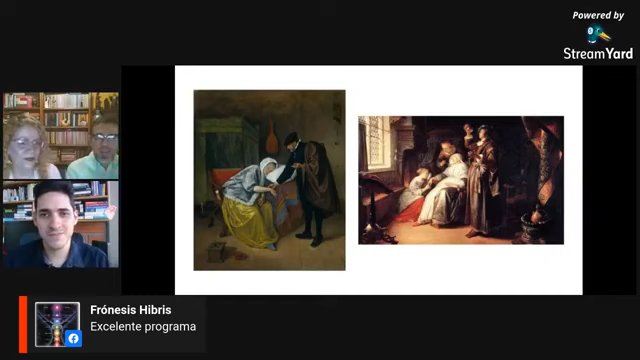 Powered by
StreamYard
Frónesis Hibris
Excelente programa